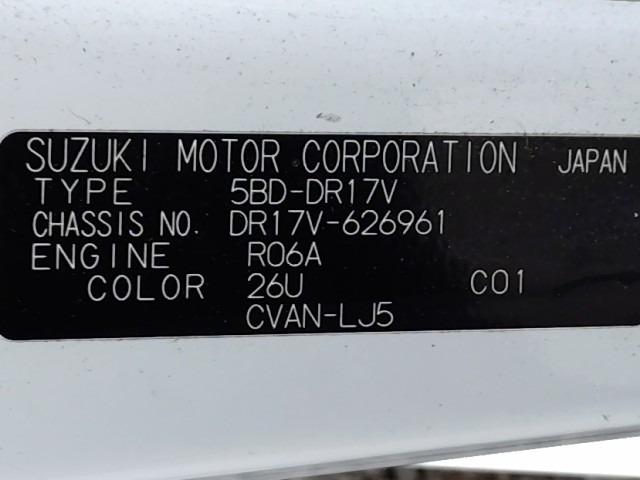 SUZUKI MOTOR CORPORATION JAPAN
TYPE 5BD-DR17V
CHASSIS NO. DR17V-626961
ENGINE R06A
COLOR 26U C01
CVAN-LJ5